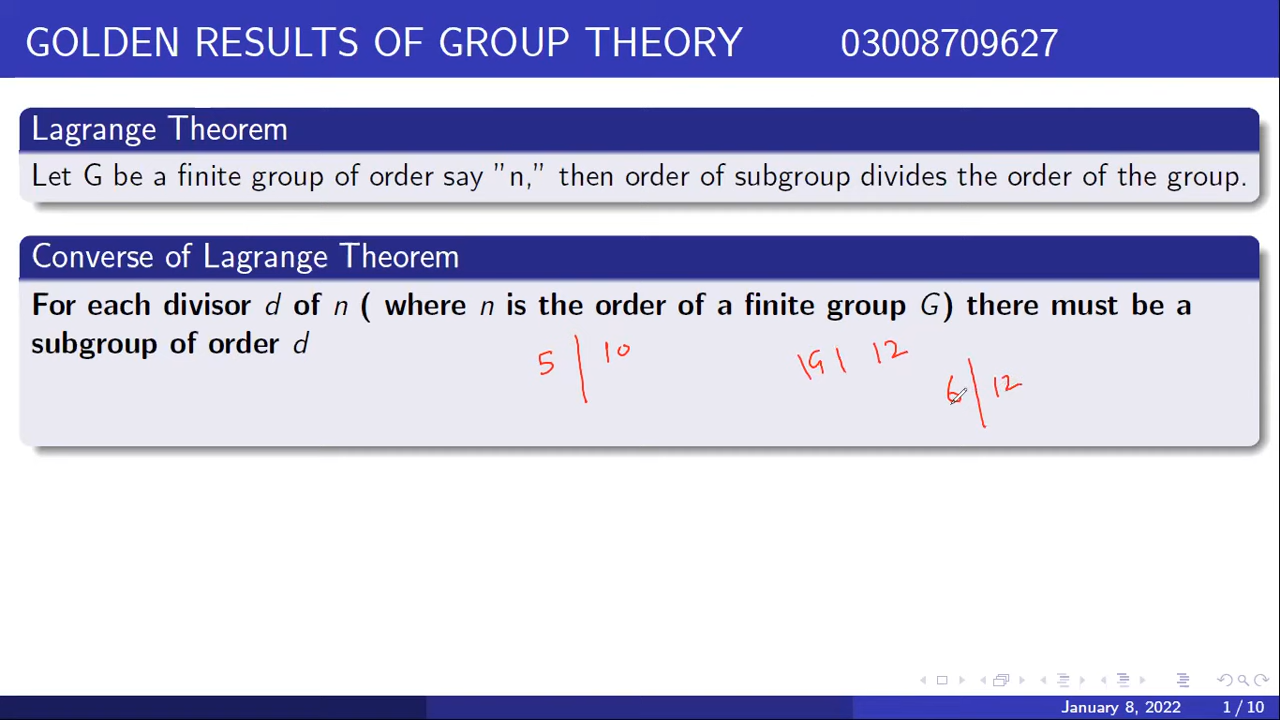 GOLDEN RESULTS OF GROUP THEORY 03008709627
Lagrange Theorem
Let G be a finite group of order say ”n,” then order of subgroup divides the order of the group.
Converse of Lagrange Theorem
For each divisor d of n ( where n is the order of a finite group G) there must be a
subgroup of order d
5 | 10
|G| 12
6 | 12
January 8, 2022 1 / 10